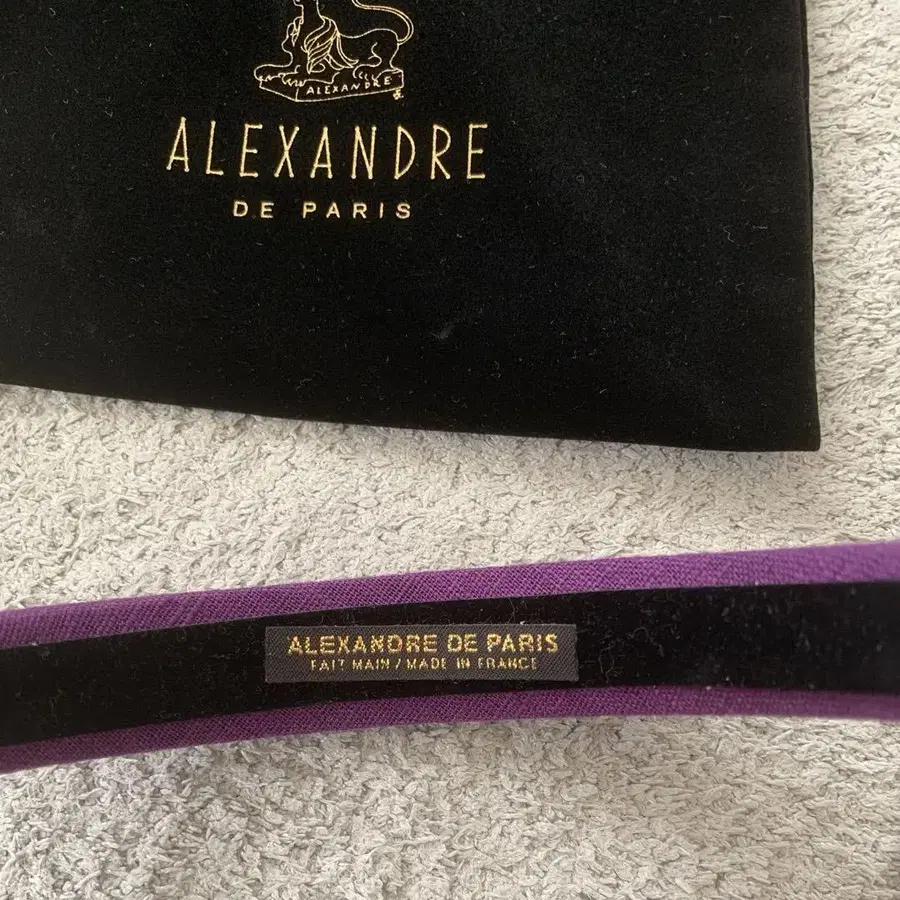 ALEXANDRE
ALEXANDRE
DE PARIS
ALEXANDRE DE PARIS
FAIT MAIN / MADE IN FRANCE